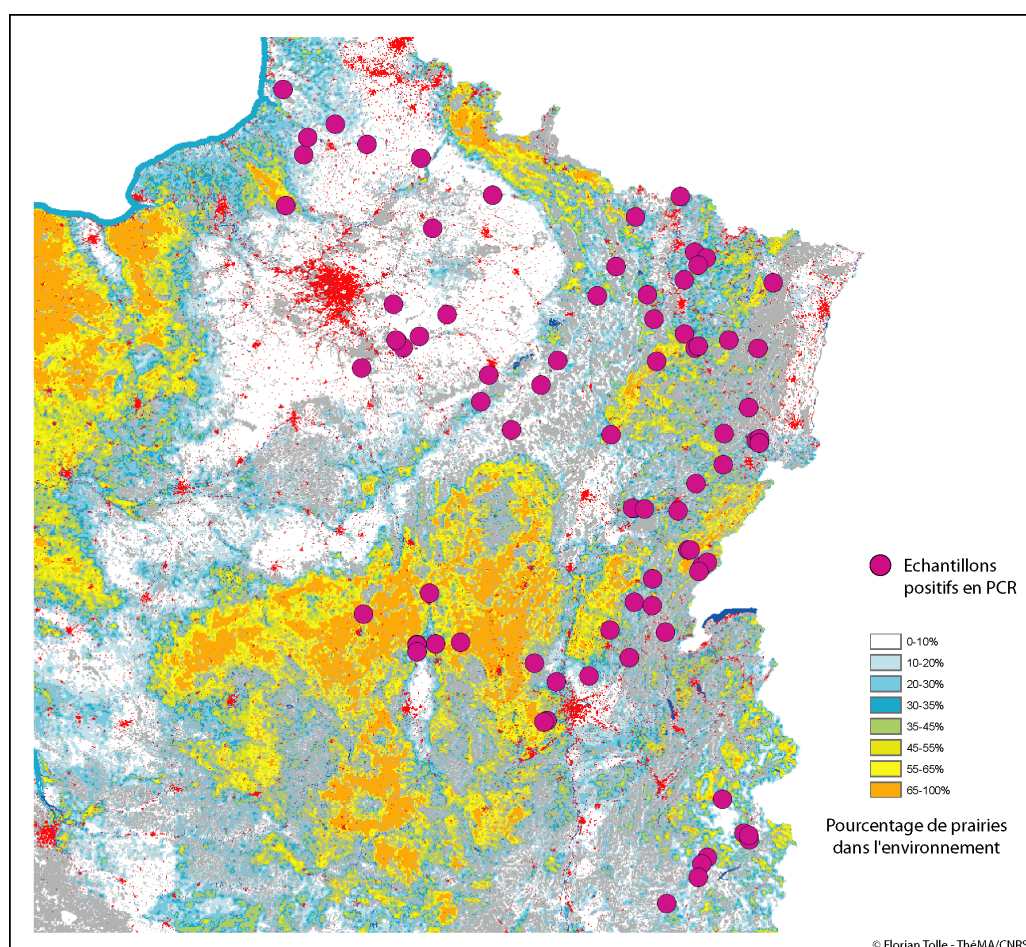 Echantillons
positifs en PCR
0-10%
10-20%
20-30%
30-35%
35-45%
45-55%
55-65%
65-100%
Pourcentage de prairies
dans l'environnement
© Florian Tolle - ThéMA/CNRS